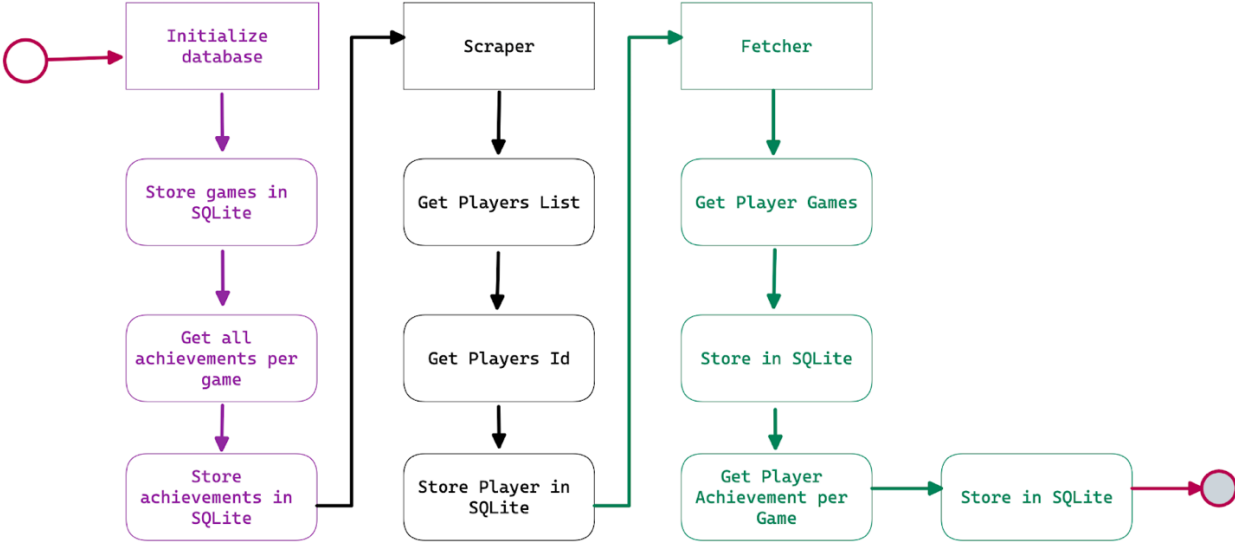 Initialize
database
Store games in
SQLite
Get all
achievements per
game
Store
achievements in
SQLite
Scraper
Get Players List
Get Players Id
Store Player in
SQLite
Fetcher
Get Player Games
Store in SQLite
Get Player
Achievement per
Game
Store in SQLite